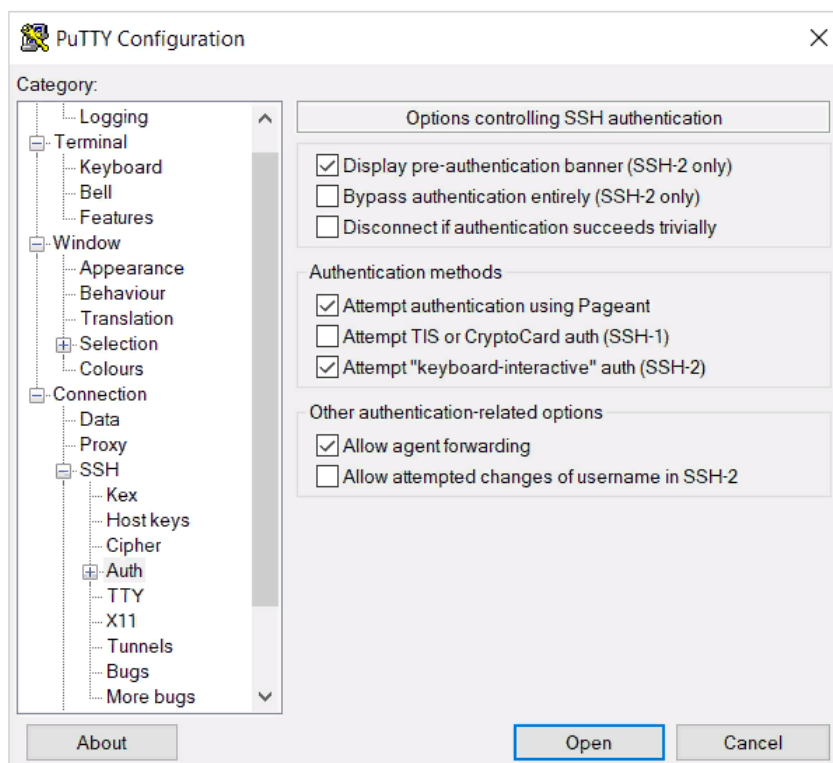 PuTTY Configuration
Category:
Logging
Terminal
Keyboard
Bell
Features
Window
Appearance
Behaviour
Translation
Selection
Colours
Connection
Data
Proxy
SSH
Kex
Host keys
Cipher
Auth
TTY
X11
Tunnels
Bugs
More bugs
Options controlling SSH authentication
Display pre-authentication banner (SSH-2 only)
Bypass authentication entirely (SSH-2 only)
Disconnect if authentication succeeds trivially
Authentication methods
Attempt authentication using Pageant
Attempt TIS or CryptoCard auth (SSH-1)
Attempt "keyboard-interactive" auth (SSH-2)
Other authentication-related options
Allow agent forwarding
Allow attempted changes of username in SSH-2
About
Open
Cancel